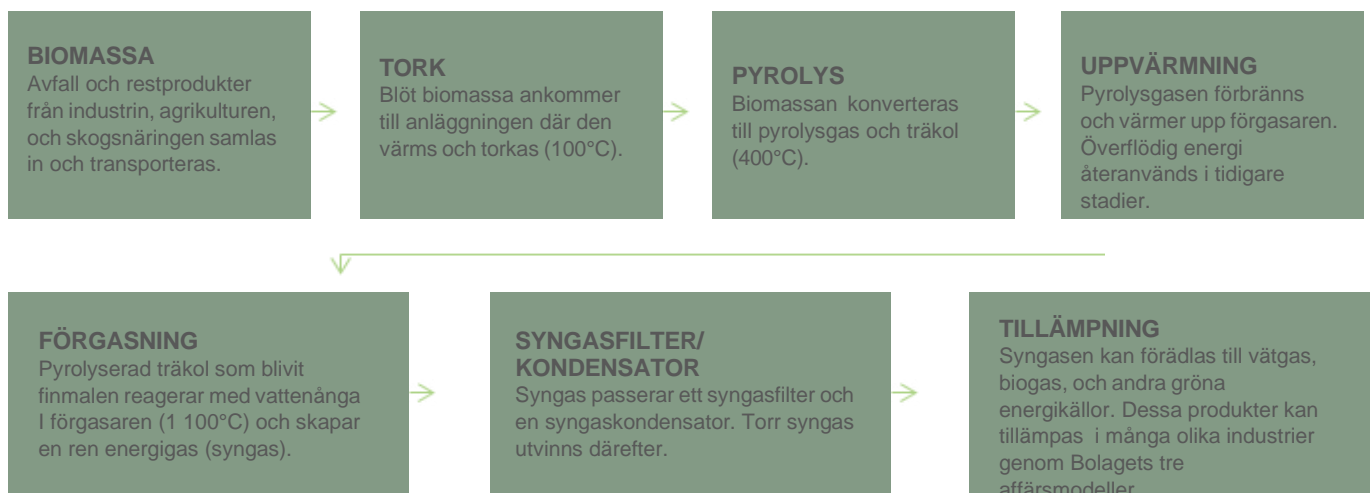 BIOMASSA
Avfall och restprodukter
från industrin, agrikulturen,
och skogsnäringen samlas
in och transporteras.
TORK
Blöt biomassa ankommer
till anläggningen där den
värms och torkas (100°C).
PYROLYS
Biomassan konverteras
till pyrolysgas och träkol
(400°C).
UPPVÄRMNING
Pyrolysgasen förbränns
och värmer upp förgasaren.
Överflödig energi
återanvänds i tidigare
stadier.
FÖRGASNING
Pyrolyserad träkol som blivit
finmalen reagerar med vattenånga
I förgasaren (1 100°C) och skapar
en ren energigas (syngas).
SYNGASFILTER/
KONDENSATOR
Syngas passerar ett syngasfilter och
en syngaskondensator. Torr syngas
utvinns därefter.
TILLÄMPNING
Syngasen kan förädlas till vätgas,
biogas, och andra gröna
energikällor. Dessa produkter kan
tillämpas i många olika industrier
genom Bolagets tre
affärsmodeller